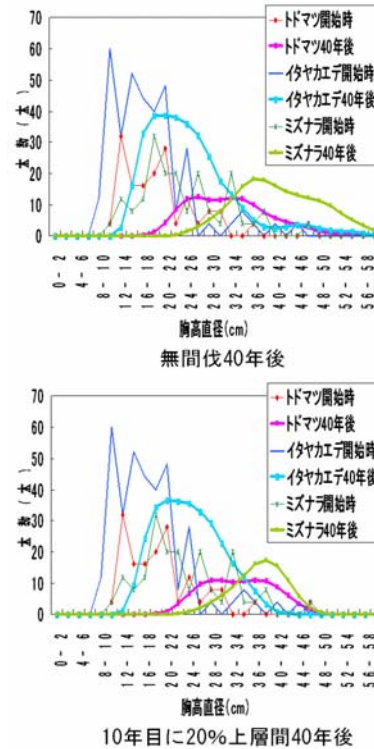 70
60
50
40
30
20
10
0
本数(本)
トドマツ開始時
トドマツ40年後
イタヤカエデ開始時
イタヤカエデ40年後
ミズナラ開始時
ミズナラ40年後
0-2
4-6
8-10
12-14
16-18
20-22
24-26
28-30
32-34
36-38
40-42
44-46
48-50
52-54
56-58
胸高直径(cm)
無間伐40年後
70
60
50
40
30
20
10
0
本数(本)
トドマツ開始時
トドマツ40年後
イタヤカエデ開始時
イタヤカエデ40年後
ミズナラ開始時
ミズナラ40年後
0-2
4-6
8-10
12-14
16-18
20-22
24-26
28-30
32-34
36-38
40-42
44-46
48-50
52-54
56-58
胸高直径(cm)
10年目に20%上層間40年後